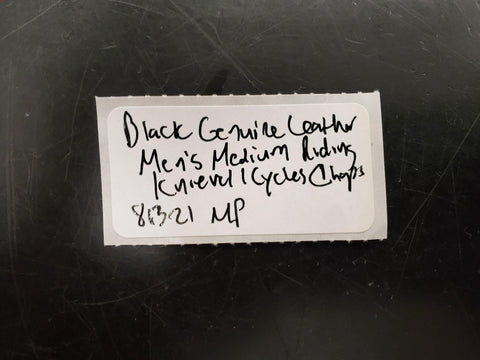 Black Genuine Leather
Men's Medium Riding
Knievel Cycles Chaps
8-13-21 MP